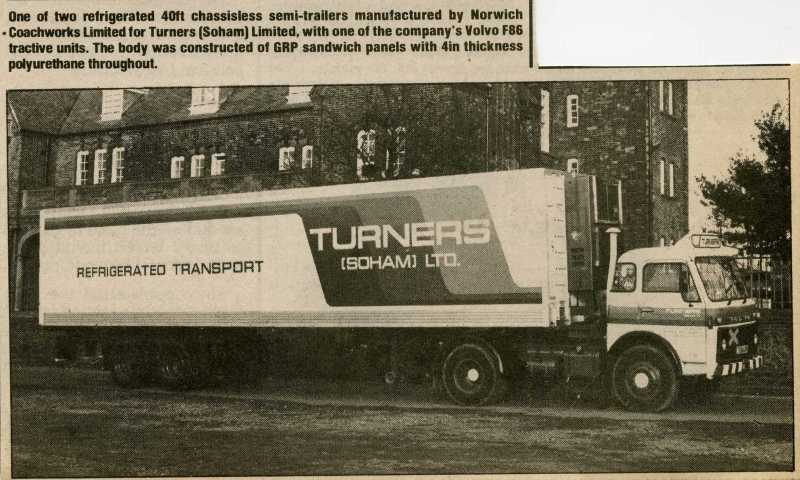 One of two refrigerated 40ft chassisless semi-trailers manufactured by Norwich
Coachworks Limited for Turners (Soham) Limited, with one of the company's Volvo F86
tractive units. The body was constructed of GRP sandwich panels with 4in thickness
polyurethane throughout.
TURNERS
(SOHAM) LTD.
REFRIGERATED TRANSPORT
TURNERS